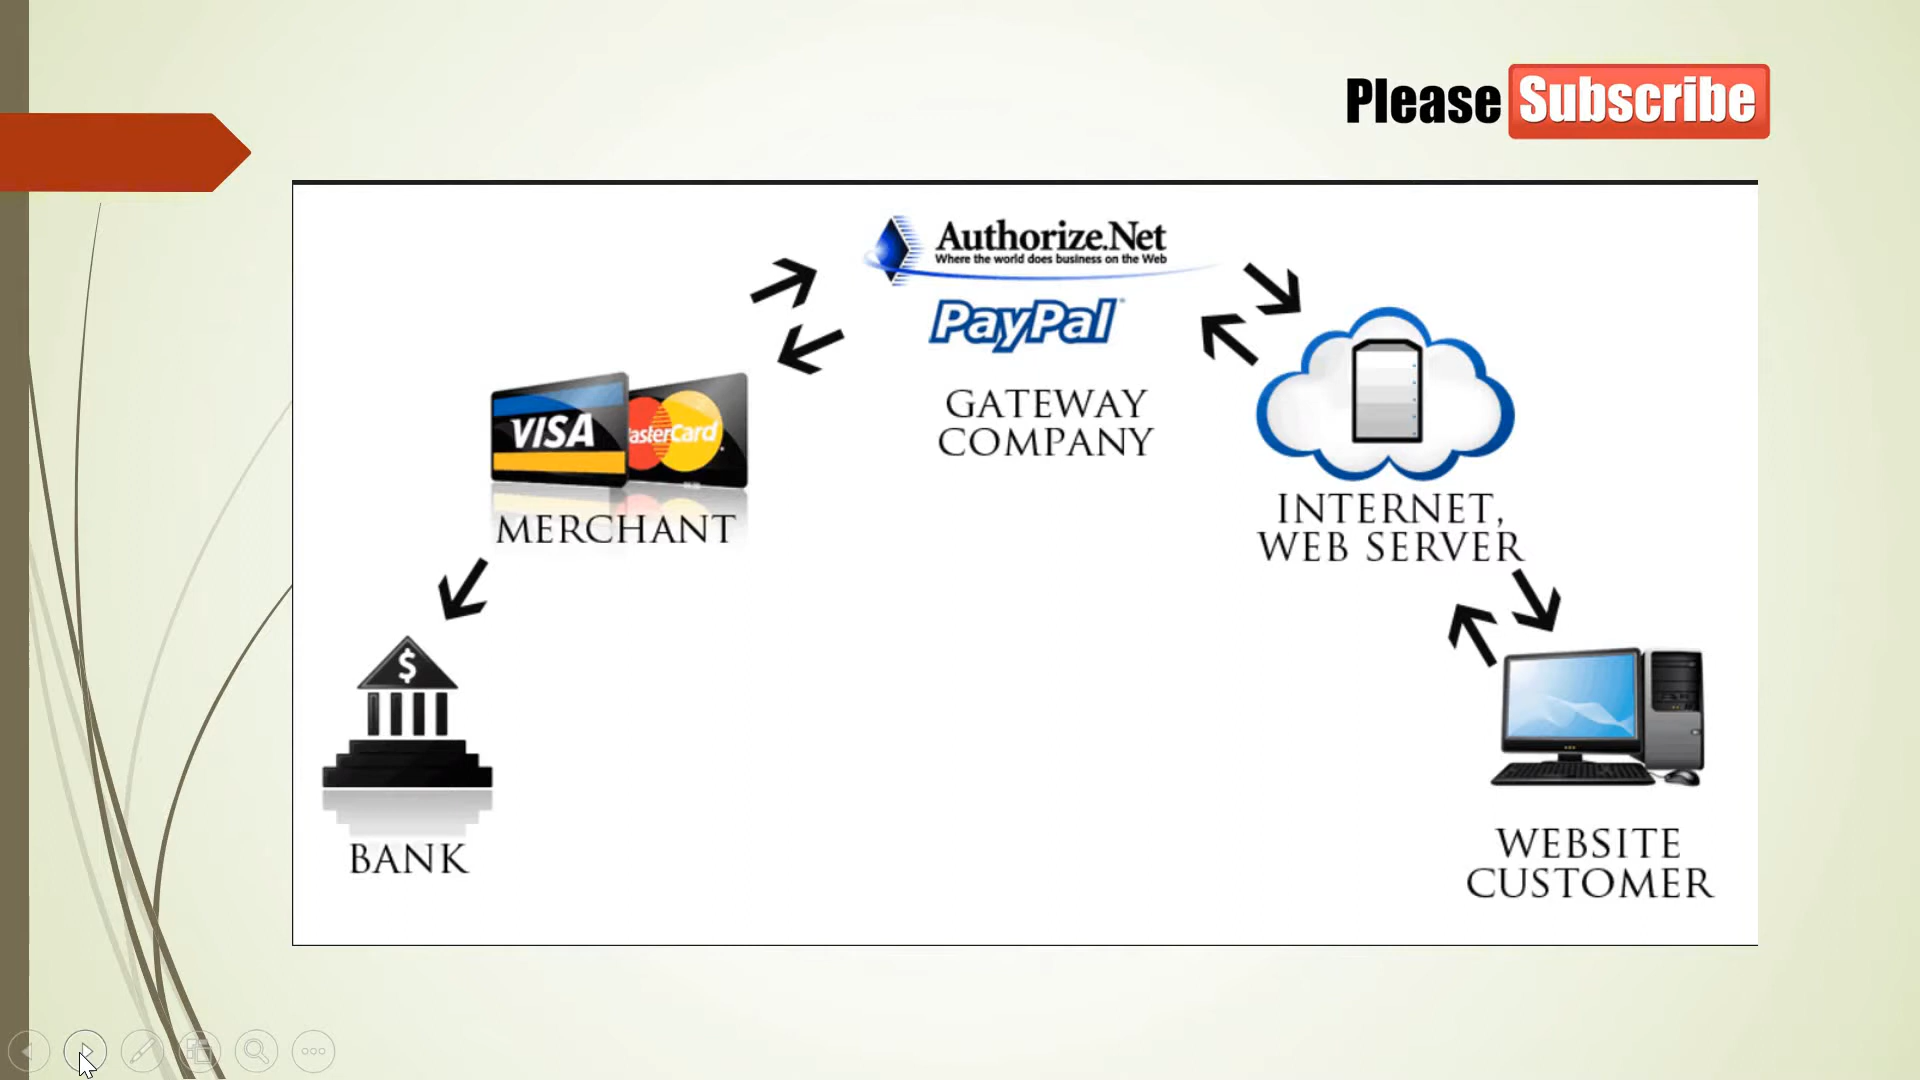 Please Subscribe
Authorize.Net
Where the world does business on the Web
PayPal
GATEWAY
COMPANY
VISA
MasterCard
MERCHANT
INTERNET,
WEB SERVER
$
BANK
WEBSITE
CUSTOMER